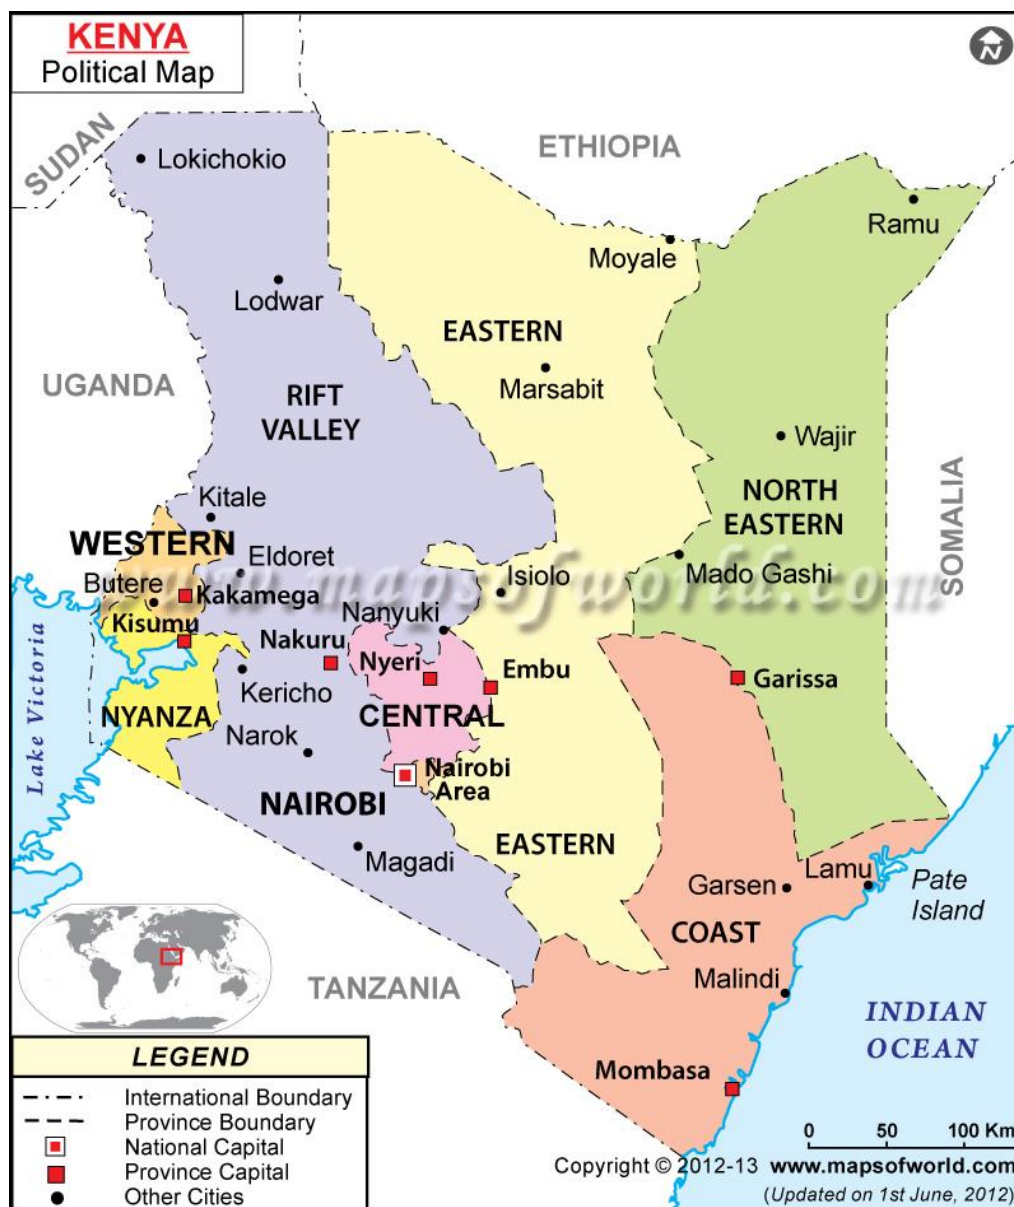 KENYA
Political Map
N
SUDAN
ETHIOPIA
Lokichokio
Ramu
Moyale
Lodwar
EASTERN
UGANDA
Marsabit
RIFT
VALLEY
Wajir
SOMALIA
Kitale
NORTH
EASTERN
WESTERN
Eldoret
www.mapsofworld.com
Isiolo
Mado Gashi
Butere
Kakamega
Nanyuki
Kisumu
Nakuru
Nyeri
Embu
Garissa
Lake Victoria
Kericho
NYANZA
CENTRAL
Narok
Nairobi
Area
NAIROBI
EASTERN
Magadi
Lamu
Garsen
Pate
Island
COAST
TANZANIA
Malindi
INDIAN
OCEAN
Mombasa
LEGEND
International Boundary
Province Boundary
National Capital
Province Capital
Other Cities
0 50 100 Km
Copyright © 2012-13 www.mapsofworld.com
(Updated on 1st June, 2012)